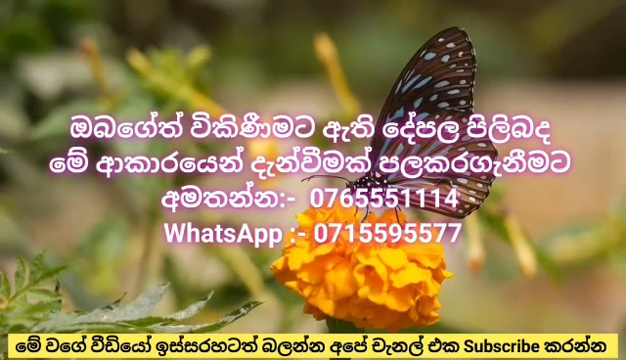 ඔබගේත් විකිණීමට ඇති දේපල පිලිබද
මේ ආකාරයෙන් දැන්වීමක් පලකරගැනීමට
අමතන්න:- 0765551114
WhatsApp :- 0715595577
මේ වගේ වීඩියෝ ඉස්සරහටත් බලන්න අපේ චැනල් එක Subscribe කරන්න